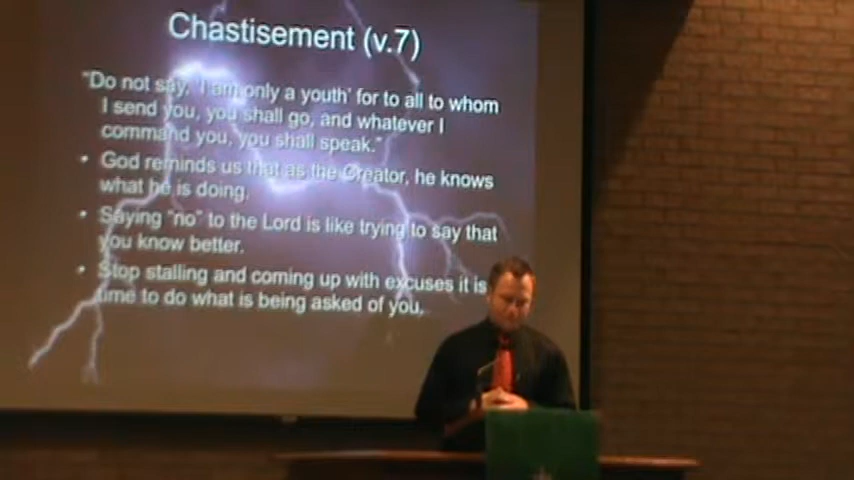 Chastisement (v.7)
"Do not say, 'I am only a youth' for to all to whom
I send you, you shall go, and whatever I
command you, you shall speak."
• God reminds us that as the Creator, he knows
what he is doing.
• Saying "no" to the Lord is like trying to say that
you know better.
• Stop stalling and coming up with excuses it is
time to do what is being asked of you.